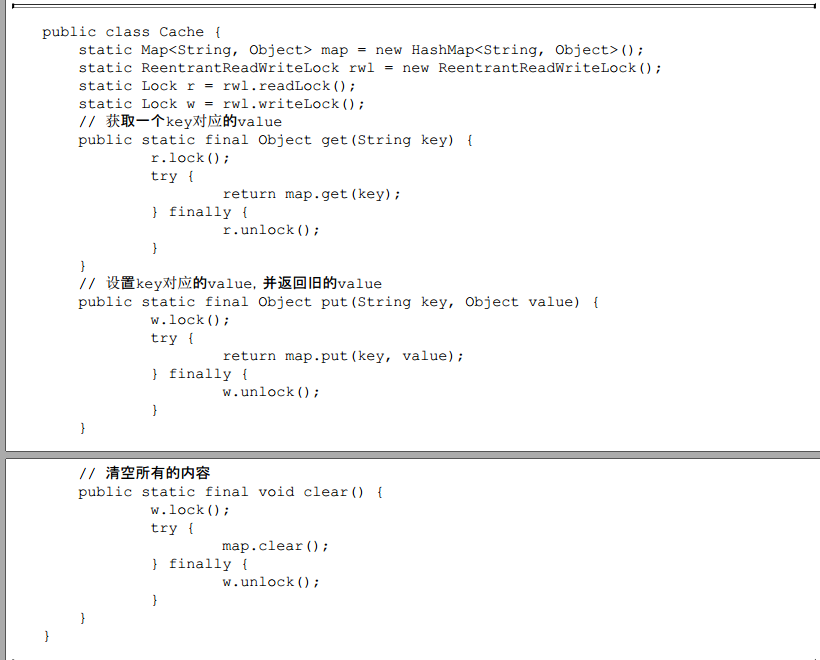 public class Cache {
    static Map<String, Object> map = new HashMap<String, Object>();
    static ReentrantReadWriteLock rwl = new ReentrantReadWriteLock();
    static Lock r = rwl.readLock();
    static Lock w = rwl.writeLock();
    // 获取一个key对应的value
    public static final Object get(String key) {
            r.lock();
            try {
                    return map.get(key);
            } finally {
                    r.unlock();
            }
    }
    // 设置key对应的value,并返回旧的value
    public static final Object put(String key, Object value) {
            w.lock();
            try {
                    return map.put(key, value);
            } finally {
                    w.unlock();
            }
    }
    // 清空所有的内容
    public static final void clear() {
            w.lock();
            try {
                    map.clear();
            } finally {
                    w.unlock();
            }
    }
}